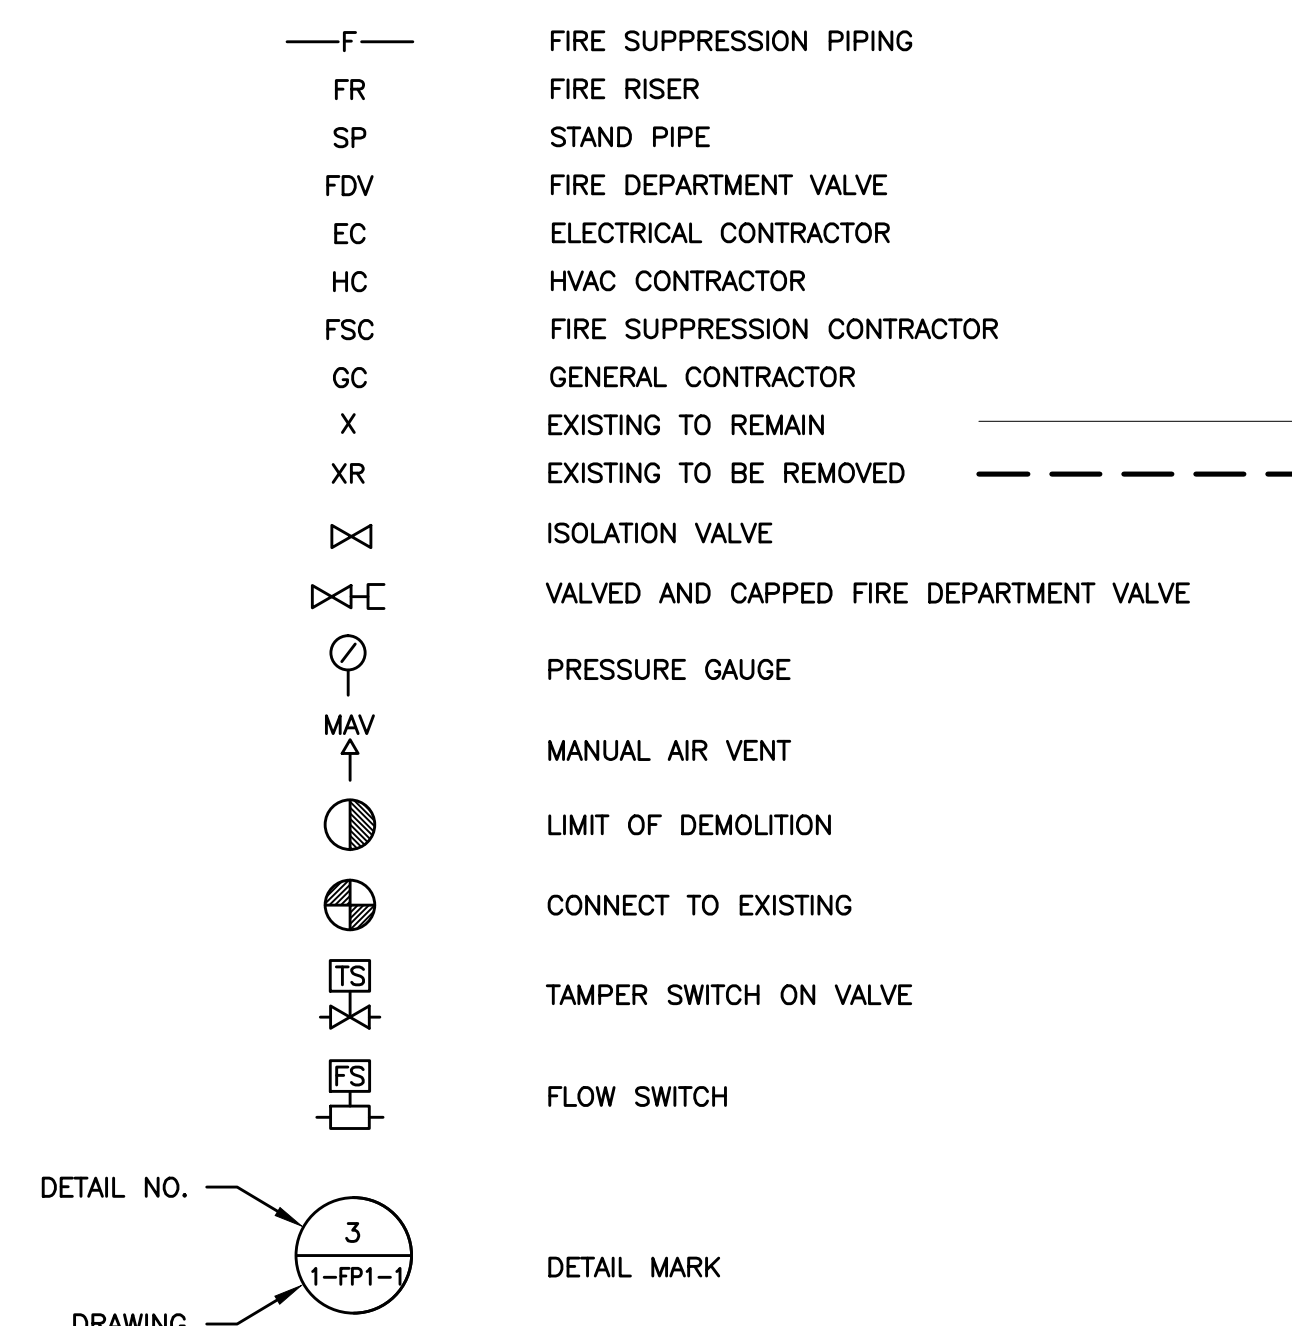 F FIRE SUPPRESSION PIPING
FR FIRE RISER
SP STAND PIPE
FDV FIRE DEPARTMENT VALVE
EC ELECTRICAL CONTRACTOR
HC HVAC CONTRACTOR
FSC FIRE SUPPRESSION CONTRACTOR
GC GENERAL CONTRACTOR
X EXISTING TO REMAIN
XR EXISTING TO BE REMOVED
ISOLATION VALVE
VALVED AND CAPPED FIRE DEPARTMENT VALVE
PRESSURE GAUGE
MAV
MANUAL AIR VENT
LIMIT OF DEMOLITION
CONNECT TO EXISTING
TS
TAMPER SWITCH ON VALVE
FS
FLOW SWITCH
DETAIL NO.
3
1-FP1-1
DETAIL MARK
DRAWING